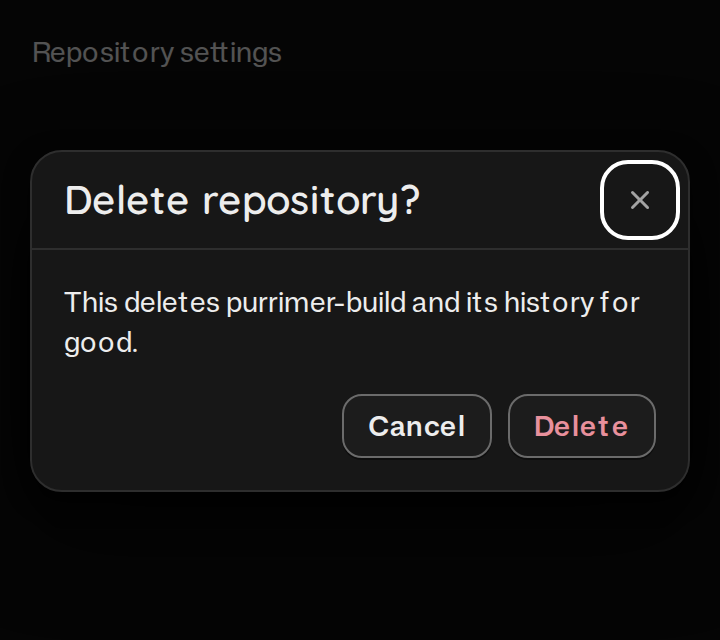 Repository settings
Delete repository?
This deletes purrimer-build and its history for
good.
Cancel
Delete